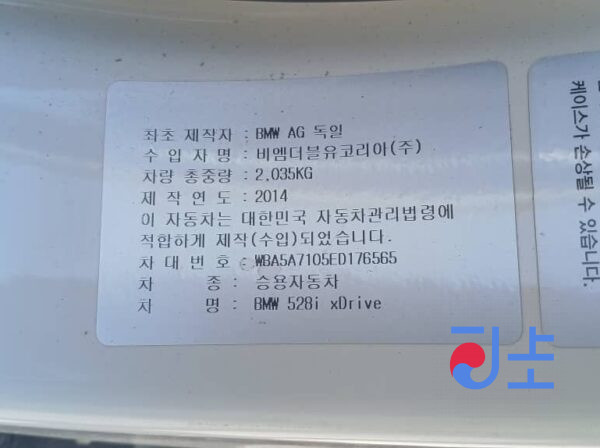 최초 제작자 : BMW AG 독일
수 입 자 명 : 비엠더블유코리아(주)
차량 총중량 : 2,035KG
제 작 연 도 : 2014
이 자동차는 대한민국 자동차관리법령에
적합하게 제작(수입)되었습니다.
차 대 번 호 : WBA5A7105ED176565
차 종 : 승용자동차
차 명 : BMW 528i xDrive
케이스가 손상될 수 있습니다.